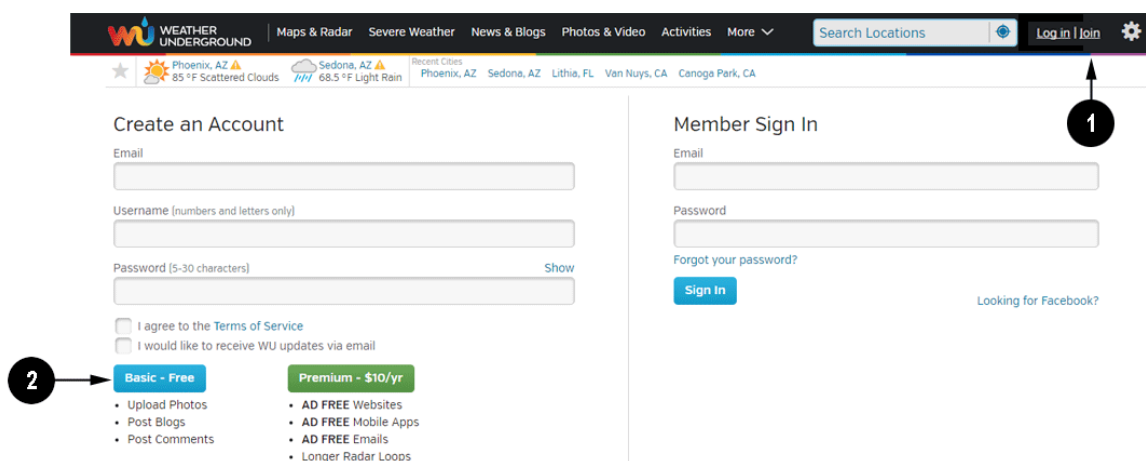 WEATHER UNDERGROUND
Maps & Radar Severe Weather News & Blogs Photos & Video Activities More
Search Locations
Log in | Join
Phoenix, AZ
85 °F Scattered Clouds
Sedona, AZ
68.5 °F Light Rain
Recent Cities
Phoenix, AZ Sedona, AZ Lithia, FL Van Nuys, CA Canoga Park, CA
1
Create an Account
Email
Username (numbers and letters only)
Password (5-30 characters) Show
I agree to the Terms of Service
I would like to receive WU updates via email
2
Basic - Free
Upload Photos
Post Blogs
Post Comments
Premium - $10/yr
AD FREE Websites
AD FREE Mobile Apps
AD FREE Emails
Longer Radar Loops
Member Sign In
Email
Password
Forgot your password?
Sign In
Looking for Facebook?